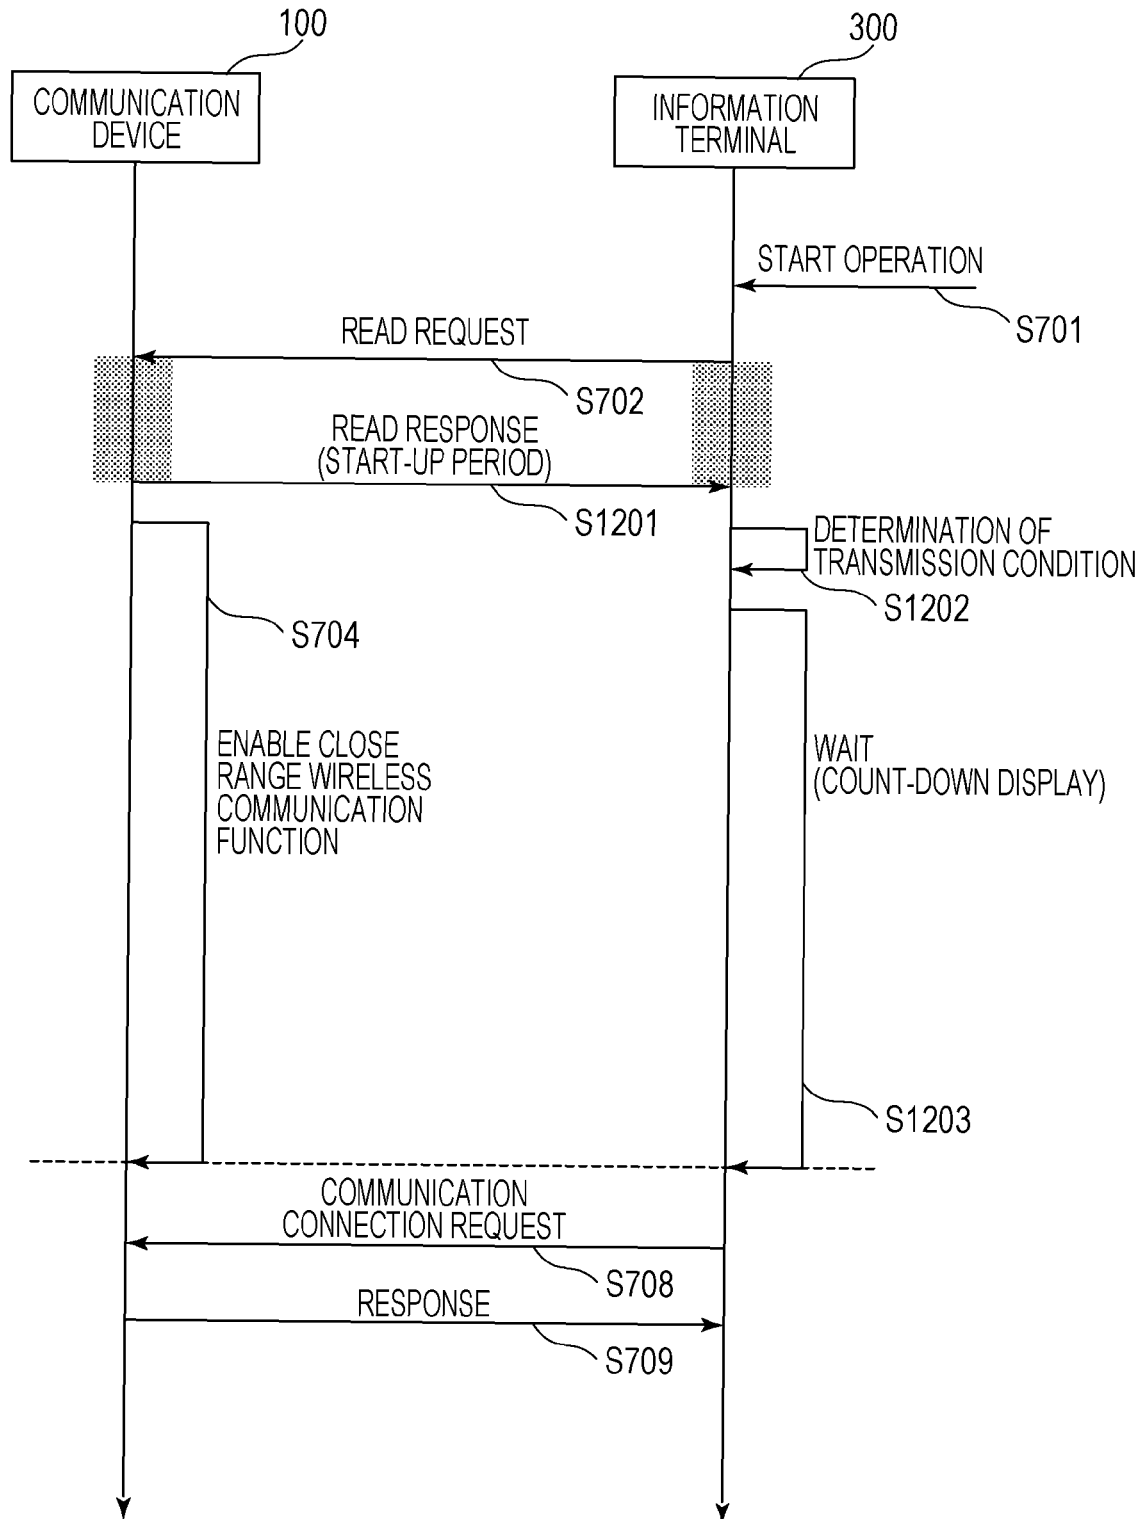 100
300
COMMUNICATION
DEVICE
INFORMATION
TERMINAL
START OPERATION
S701
READ REQUEST
S702
READ RESPONSE
(START-UP PERIOD)
S1201
DETERMINATION OF
TRANSMISSION CONDITION
S1202
S704
ENABLE CLOSE
RANGE WIRELESS
COMMUNICATION
FUNCTION
WAIT
(COUNT-DOWN DISPLAY)
S1203
COMMUNICATION
CONNECTION REQUEST
S708
RESPONSE
S709